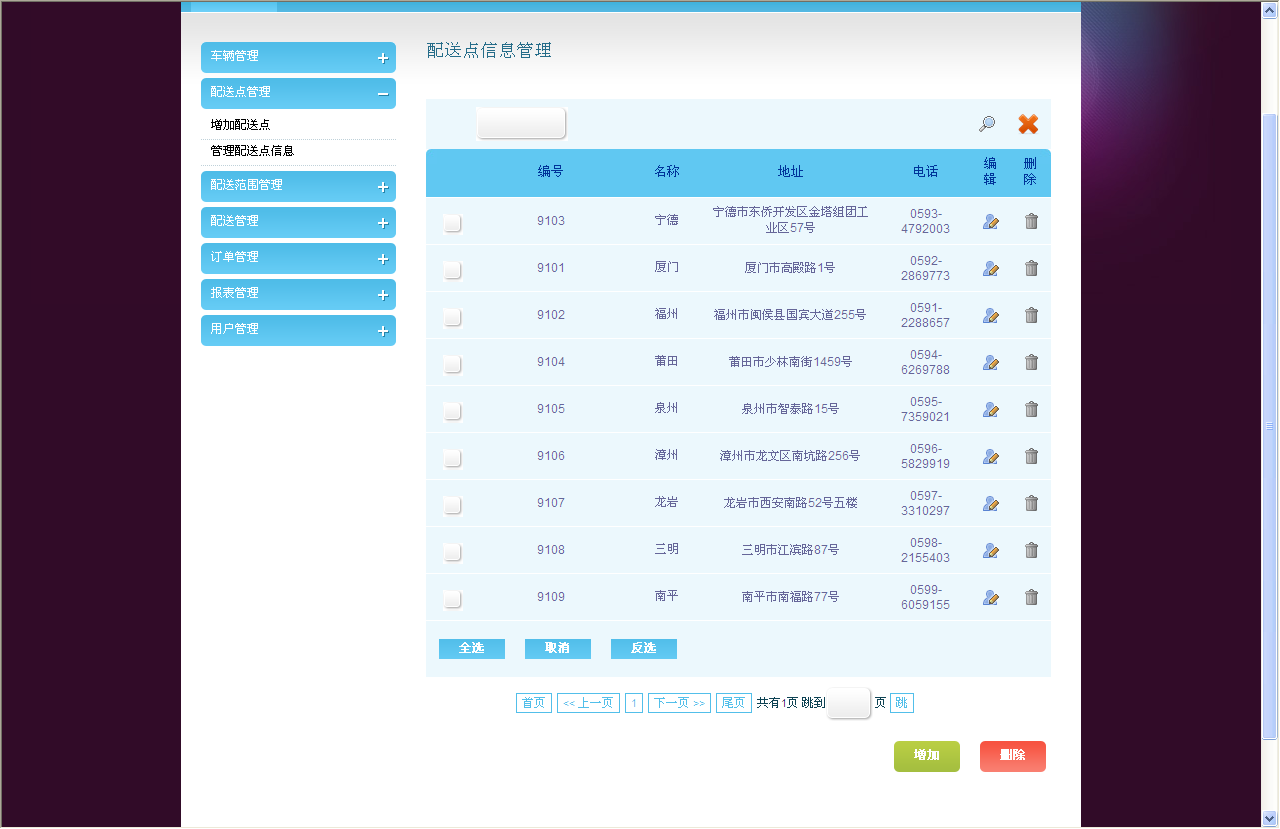 车辆管理
配送点管理
增加配送点
管理配送点信息
配送范围管理
配送管理
订单管理
报表管理
用户管理
配送点信息管理
编号 名称 地址 电话 编辑 删除
9103 宁德 宁德市东侨开发区金塔组团工业区57号 0593-4792003
9101 厦门 厦门市高殿路1号 0592-2869773
9102 福州 福州市闽侯县国宾大道255号 0591-2288657
9104 莆田 莆田市少林南街1459号 0594-6269788
9105 泉州 泉州市智泰路15号 0595-7359021
9106 漳州 漳州市龙文区南坑路256号 0596-5829919
9107 龙岩 龙岩市西安南路52号五楼 0597-3310297
9108 三明 三明市江滨路87号 0598-2155403
9109 南平 南平市南福路77号 0599-6059155
全选 取消 反选
首页 << 上一页 1 下一页 >> 尾页 共有1页 跳到 页 跳
增加 删除